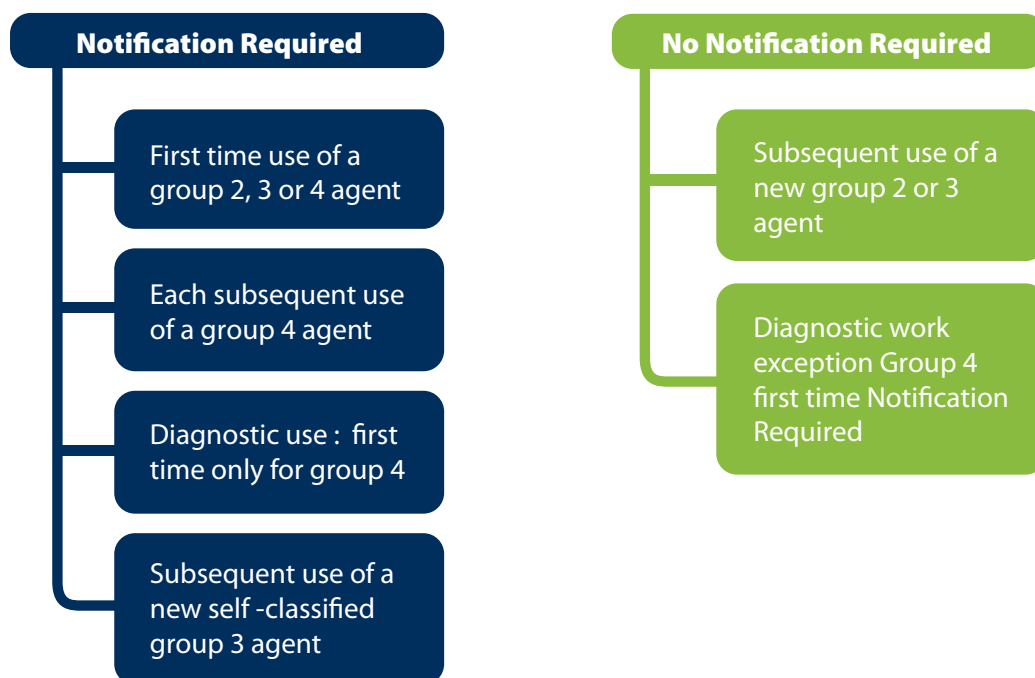 Notification Required
First time use of a
group 2, 3 or 4 agent
Each subsequent use
of a group 4 agent
Diagnostic use : first
time only for group 4
Subsequent use of a
new self -classified
group 3 agent
No Notification Required
Subsequent use of a
new group 2 or 3
agent
Diagnostic work
exception Group 4
first time Notification
Required